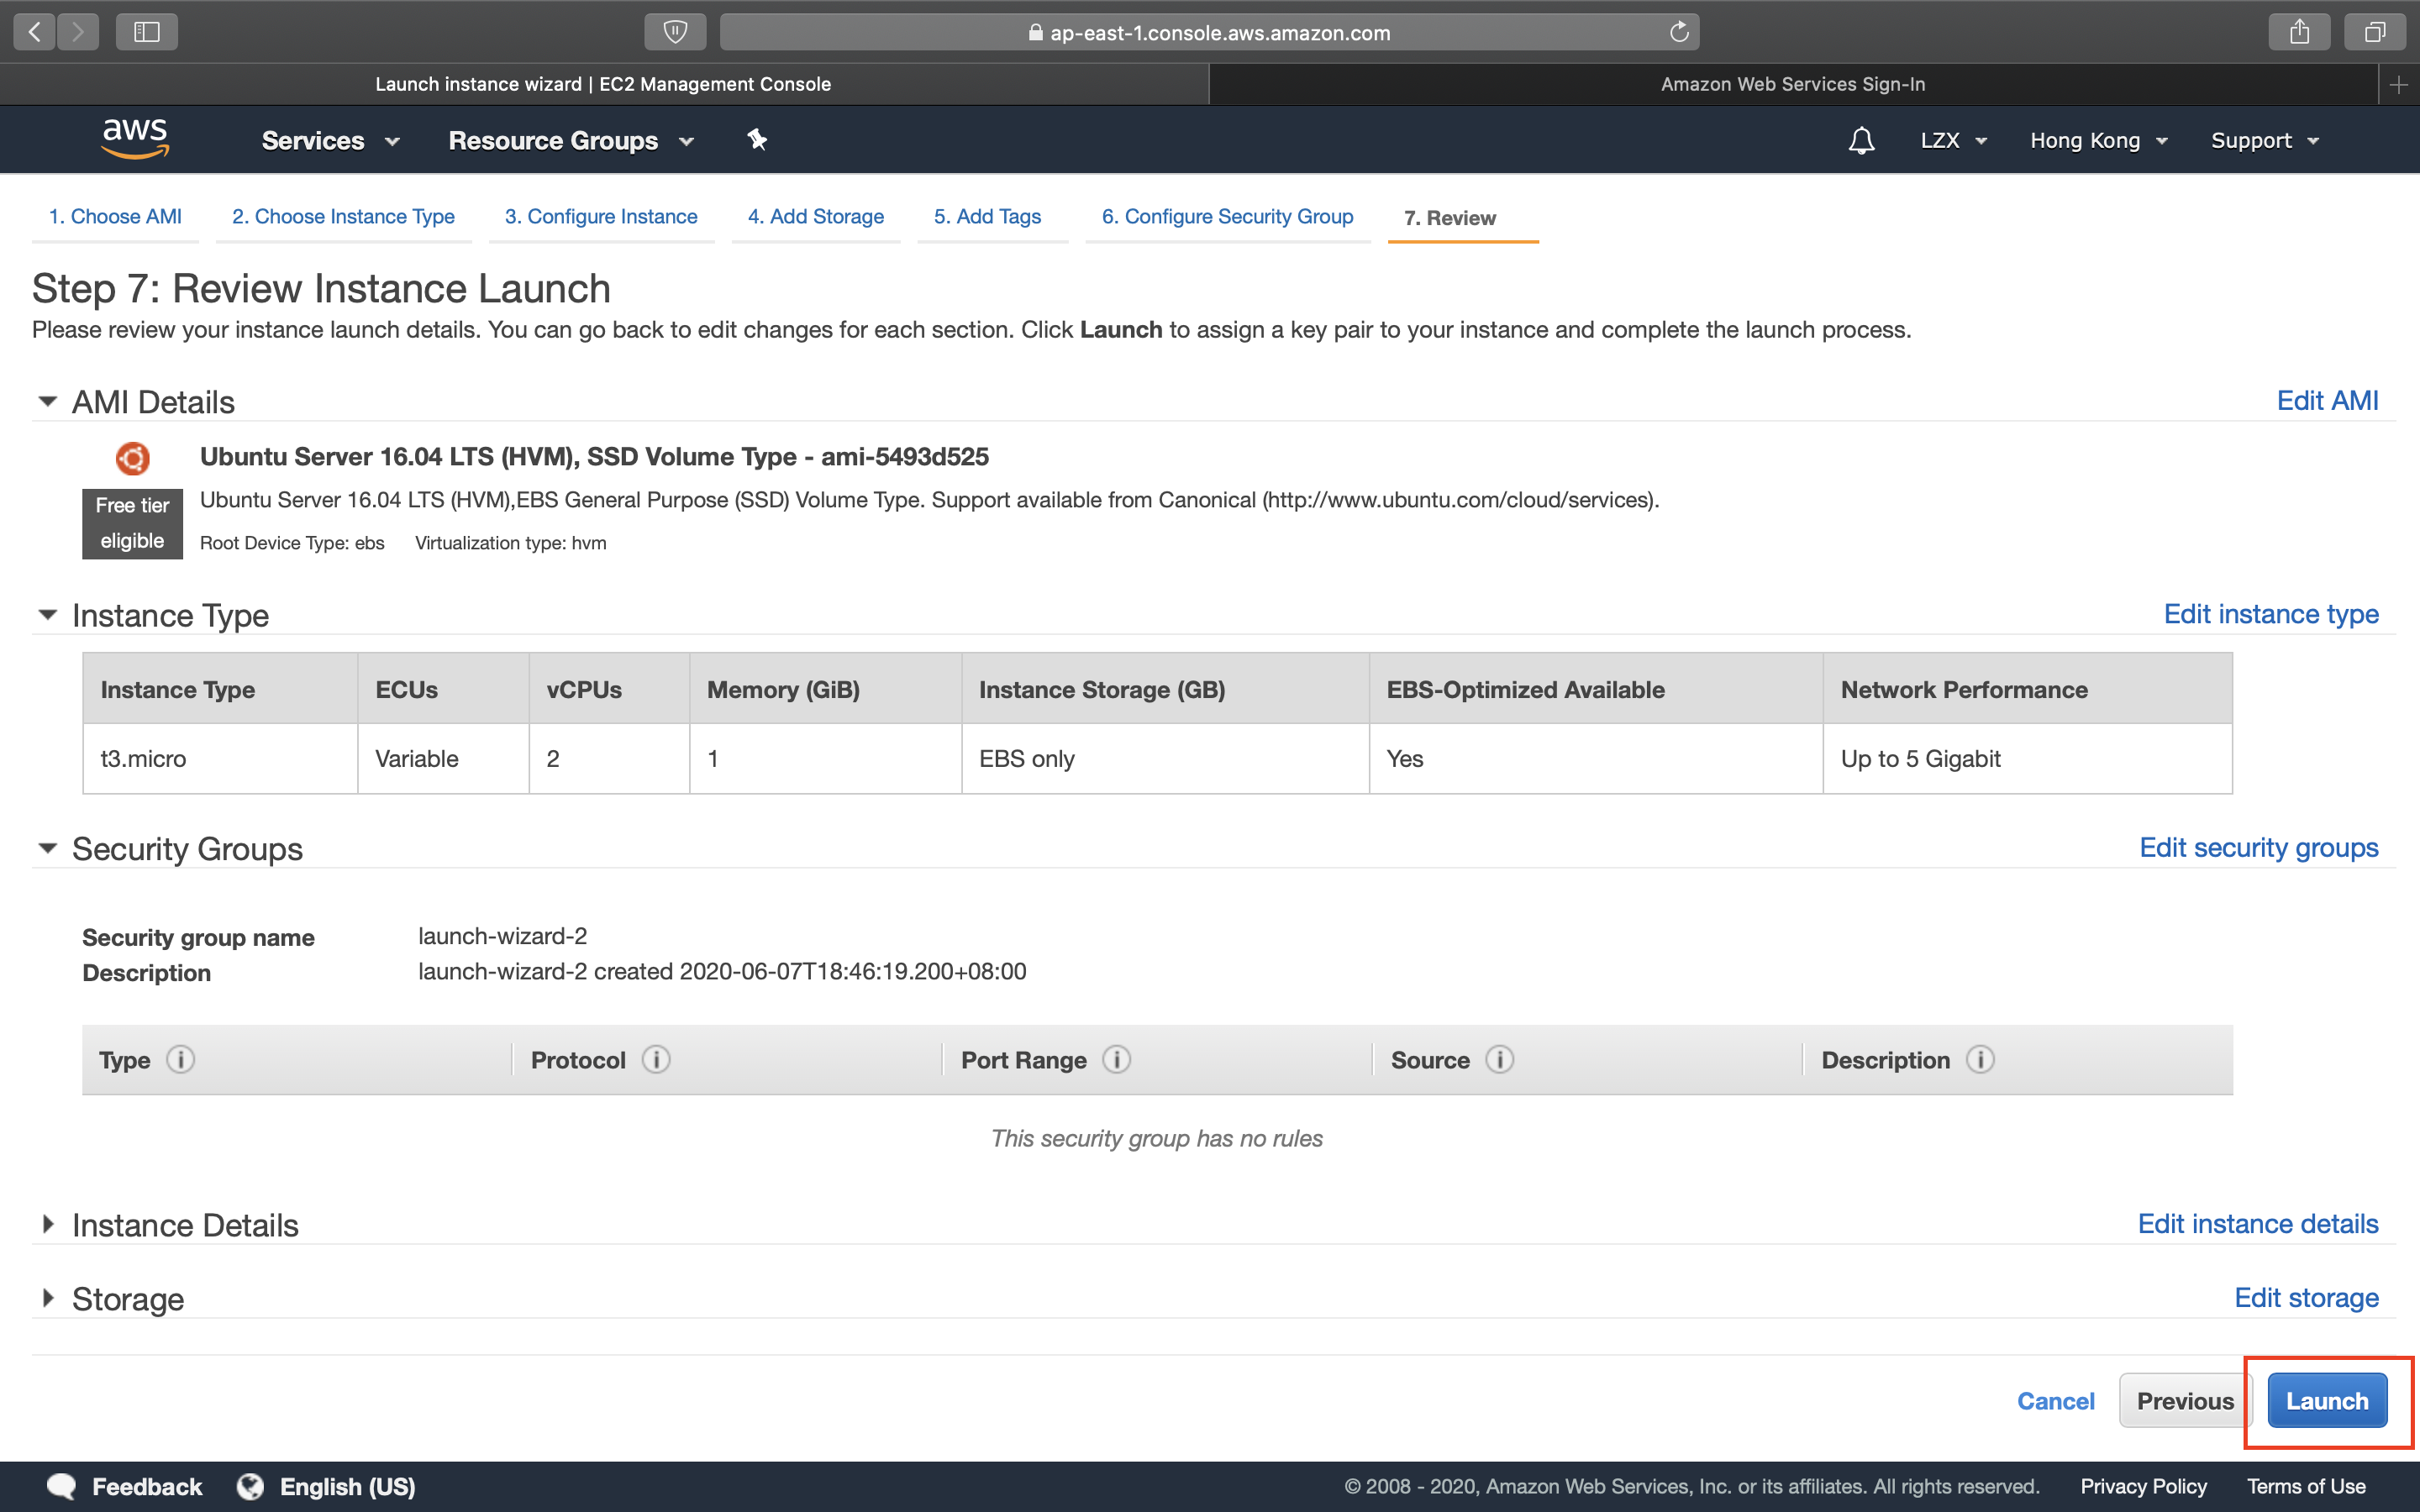 ap-east-1.console.aws.amazon.com
Launch instance wizard | EC2 Management Console
Amazon Web Services Sign-In
aws
Services
Resource Groups
LZX
Hong Kong
Support
1. Choose AMI
2. Choose Instance Type
3. Configure Instance
4. Add Storage
5. Add Tags
6. Configure Security Group
7. Review
Step 7: Review Instance Launch
Please review your instance launch details. You can go back to edit changes for each section. Click Launch to assign a key pair to your instance and complete the launch process.
AMI Details
Edit AMI
Ubuntu Server 16.04 LTS (HVM), SSD Volume Type - ami-5493d525
Free tier
eligible
Ubuntu Server 16.04 LTS (HVM),EBS General Purpose (SSD) Volume Type. Support available from Canonical (http://www.ubuntu.com/cloud/services).
Root Device Type: ebs
Virtualization type: hvm
Instance Type
Edit instance type
Instance Type
ECUs
vCPUs
Memory (GiB)
Instance Storage (GB)
EBS-Optimized Available
Network Performance
t3.micro
Variable
2
1
EBS only
Yes
Up to 5 Gigabit
Security Groups
Edit security groups
Security group name
launch-wizard-2
Description
launch-wizard-2 created 2020-06-07T18:46:19.200+08:00
Type
Protocol
Port Range
Source
Description
This security group has no rules
Instance Details
Edit instance details
Storage
Edit storage
Cancel
Previous
Launch
Feedback
English (US)
© 2008 - 2020, Amazon Web Services, Inc. or its affiliates. All rights reserved.
Privacy Policy
Terms of Use